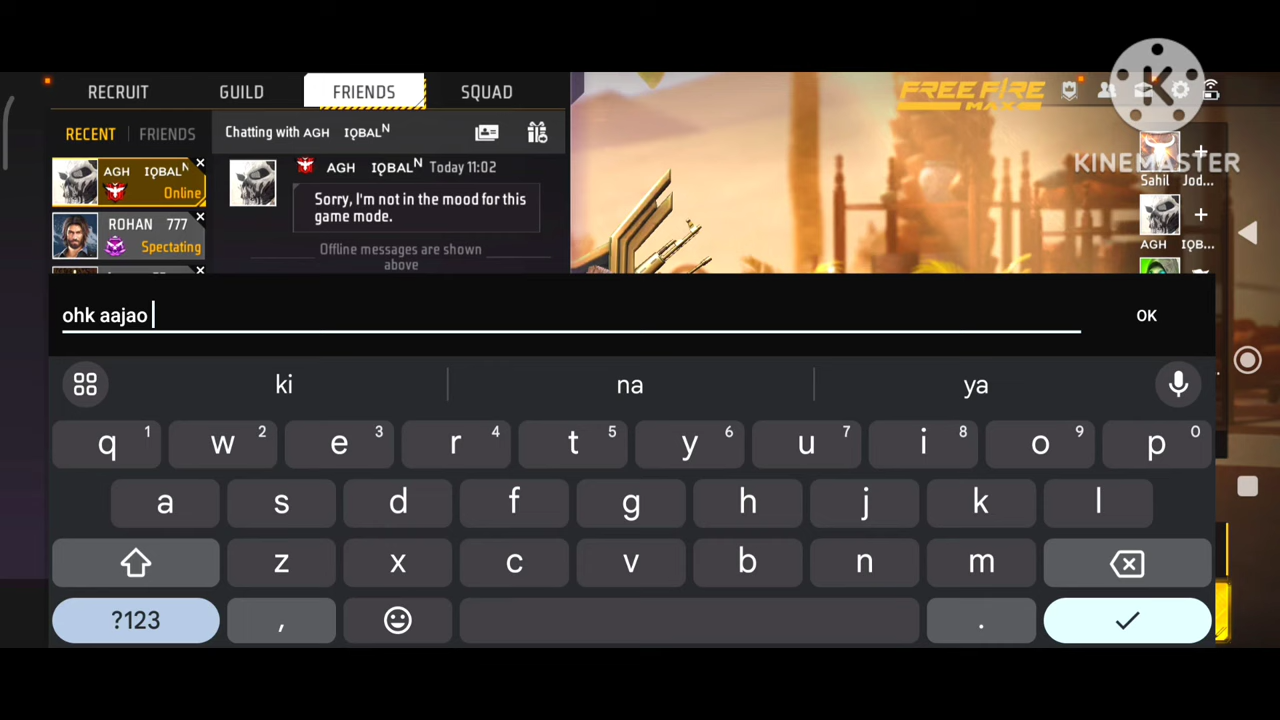 RECRUIT GUILD FRIENDS SQUAD
FREE FIRE
MAX
RECENT FRIENDS
Chatting with AGH IQBALᴺ
AGH IQBALᴺ
Online
ROHAN 777
Spectating
AGH IQBALᴺ Today 11:02
Sorry, I'm not in the mood for this
game mode.
Offline messages are shown
above
K
KINEMASTER
Sahil Jod...
AGH IQB...
ohk aajao
OK
ki na ya
q 1 w 2 e 3 r 4 t 5 y 6 u 7 i 8 o 9 p 0
a s d f g h j k l
z x c v b n m
?123 , .